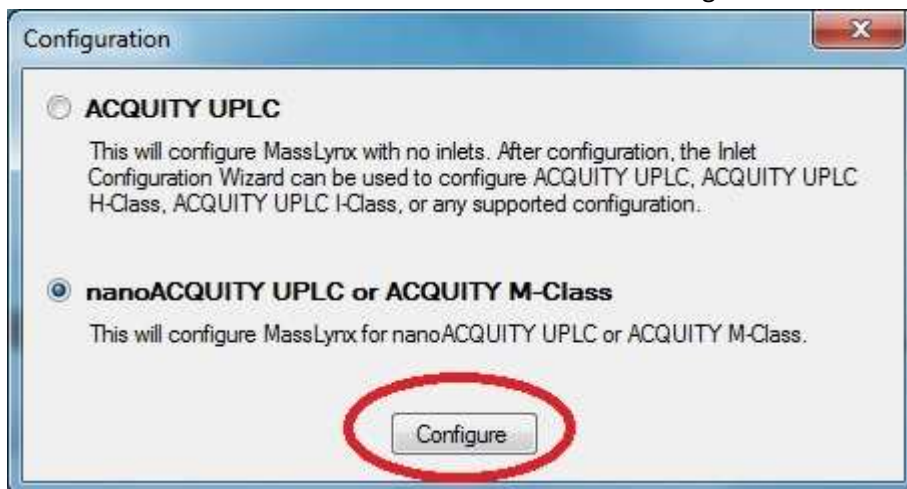 Configuration
ACQUITY UPLC
This will configure MassLynx with no inlets. After configuration, the Inlet
Configuration Wizard can be used to configure ACQUITY UPLC, ACQUITY UPLC
H-Class, ACQUITY UPLC I-Class, or any supported configuration.
nanoACQUITY UPLC or ACQUITY M-Class
This will configure MassLynx for nanoACQUITY UPLC or ACQUITY M-Class.
Configure